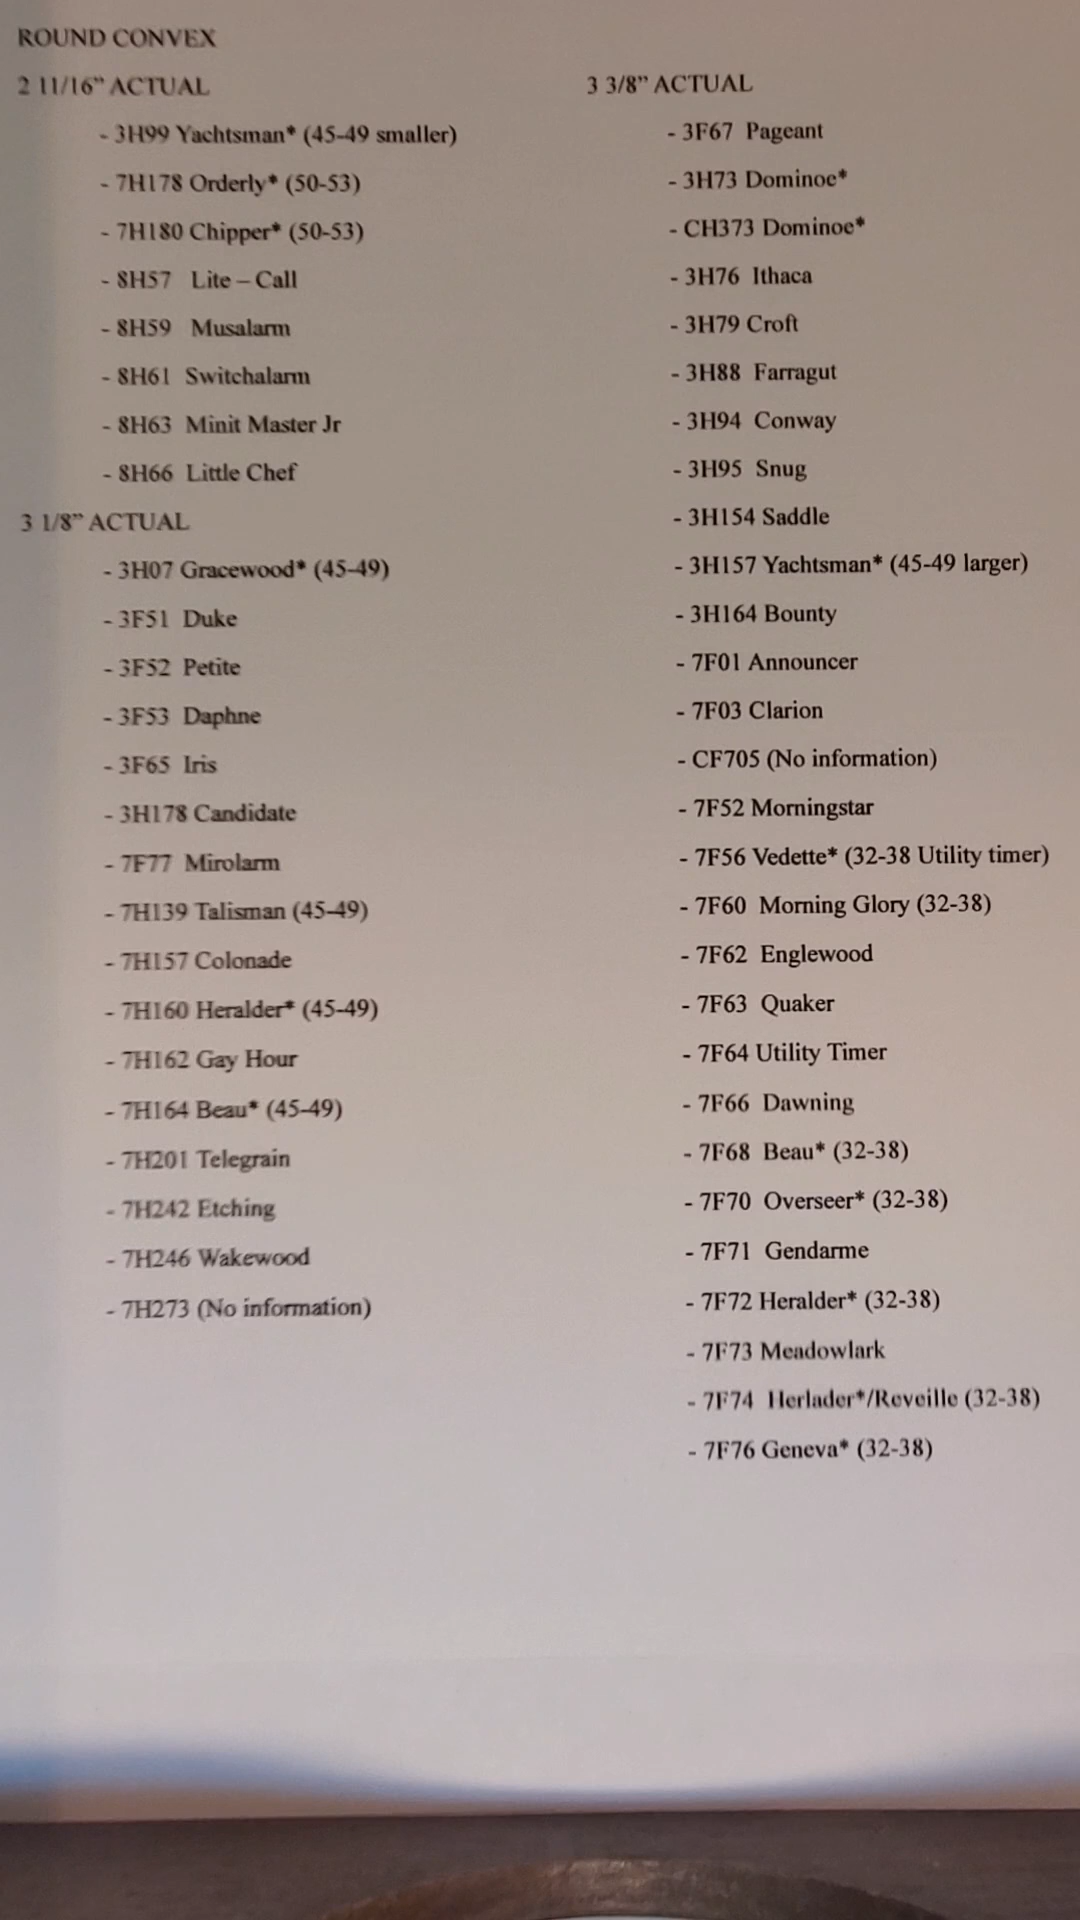 ROUND CONVEX
2 11/16” ACTUAL
- 3H99 Yachtsman* (45-49 smaller)
- 7H178 Orderly* (50-53)
- 7H180 Chipper* (50-53)
- 8H57 Lite – Call
- 8H59 Musalarm
- 8H61 Switchalarm
- 8H63 Minit Master Jr
- 8H66 Little Chef
3 1/8” ACTUAL
- 3H07 Gracewood* (45-49)
- 3F51 Duke
- 3F52 Petite
- 3F53 Daphne
- 3F65 Iris
- 3H178 Candidate
- 7F77 Mirolarm
- 7H139 Talisman (45-49)
- 7H157 Colonade
- 7H160 Heralder* (45-49)
- 7H162 Gay Hour
- 7H164 Beau* (45-49)
- 7H201 Telegrain
- 7H242 Etching
- 7H246 Wakewood
- 7H273 (No information)
3 3/8” ACTUAL
- 3F67 Pageant
- 3H73 Dominoe*
- CH373 Dominoe*
- 3H76 Ithaca
- 3H79 Croft
- 3H88 Farragut
- 3H94 Conway
- 3H95 Snug
- 3H154 Saddle
- 3H157 Yachtsman* (45-49 larger)
- 3H164 Bounty
- 7F01 Announcer
- 7F03 Clarion
- CF705 (No information)
- 7F52 Morningstar
- 7F56 Vedette* (32-38 Utility timer)
- 7F60 Morning Glory (32-38)
- 7F62 Englewood
- 7F63 Quaker
- 7F64 Utility Timer
- 7F66 Dawning
- 7F68 Beau* (32-38)
- 7F70 Overseer* (32-38)
- 7F71 Gendarme
- 7F72 Heralder* (32-38)
- 7F73 Meadowlark
- 7F74 Herlader*/Reveille (32-38)
- 7F76 Geneva* (32-38)